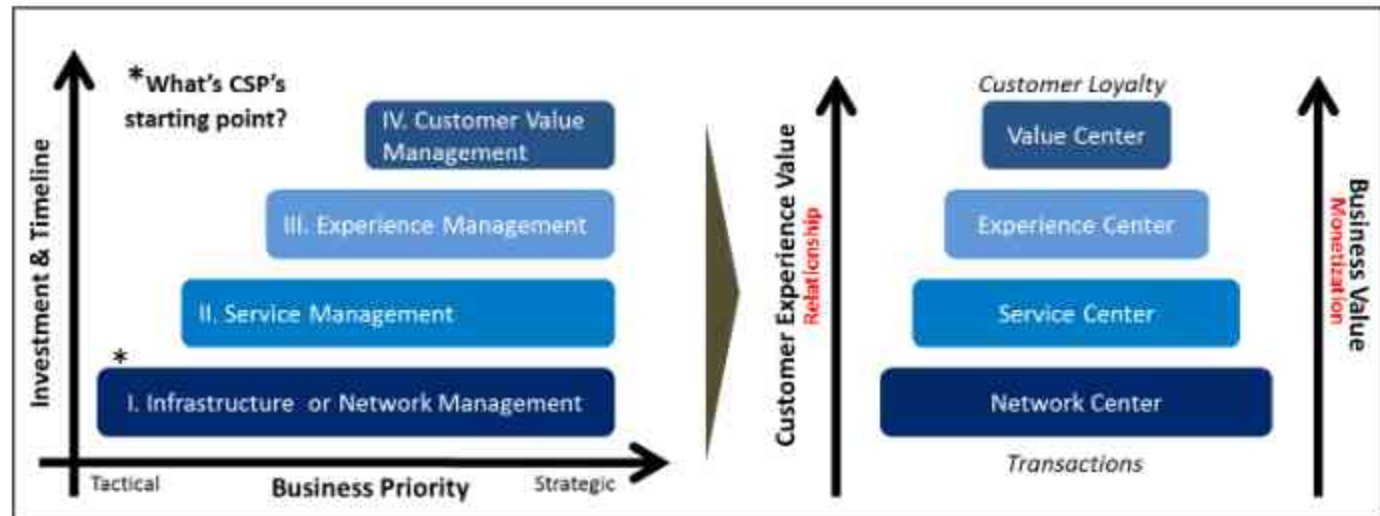 *What's CSP's
starting point?
IV. Customer Value
Management
III. Experience Management
II. Service Management
*
I. Infrastructure or Network Management
Investment & Timeline
Tactical
Business Priority
Strategic
Customer Experience Value
Relationship
Customer Loyalty
Value Center
Experience Center
Service Center
Network Center
Transactions
Business Value
Monetization